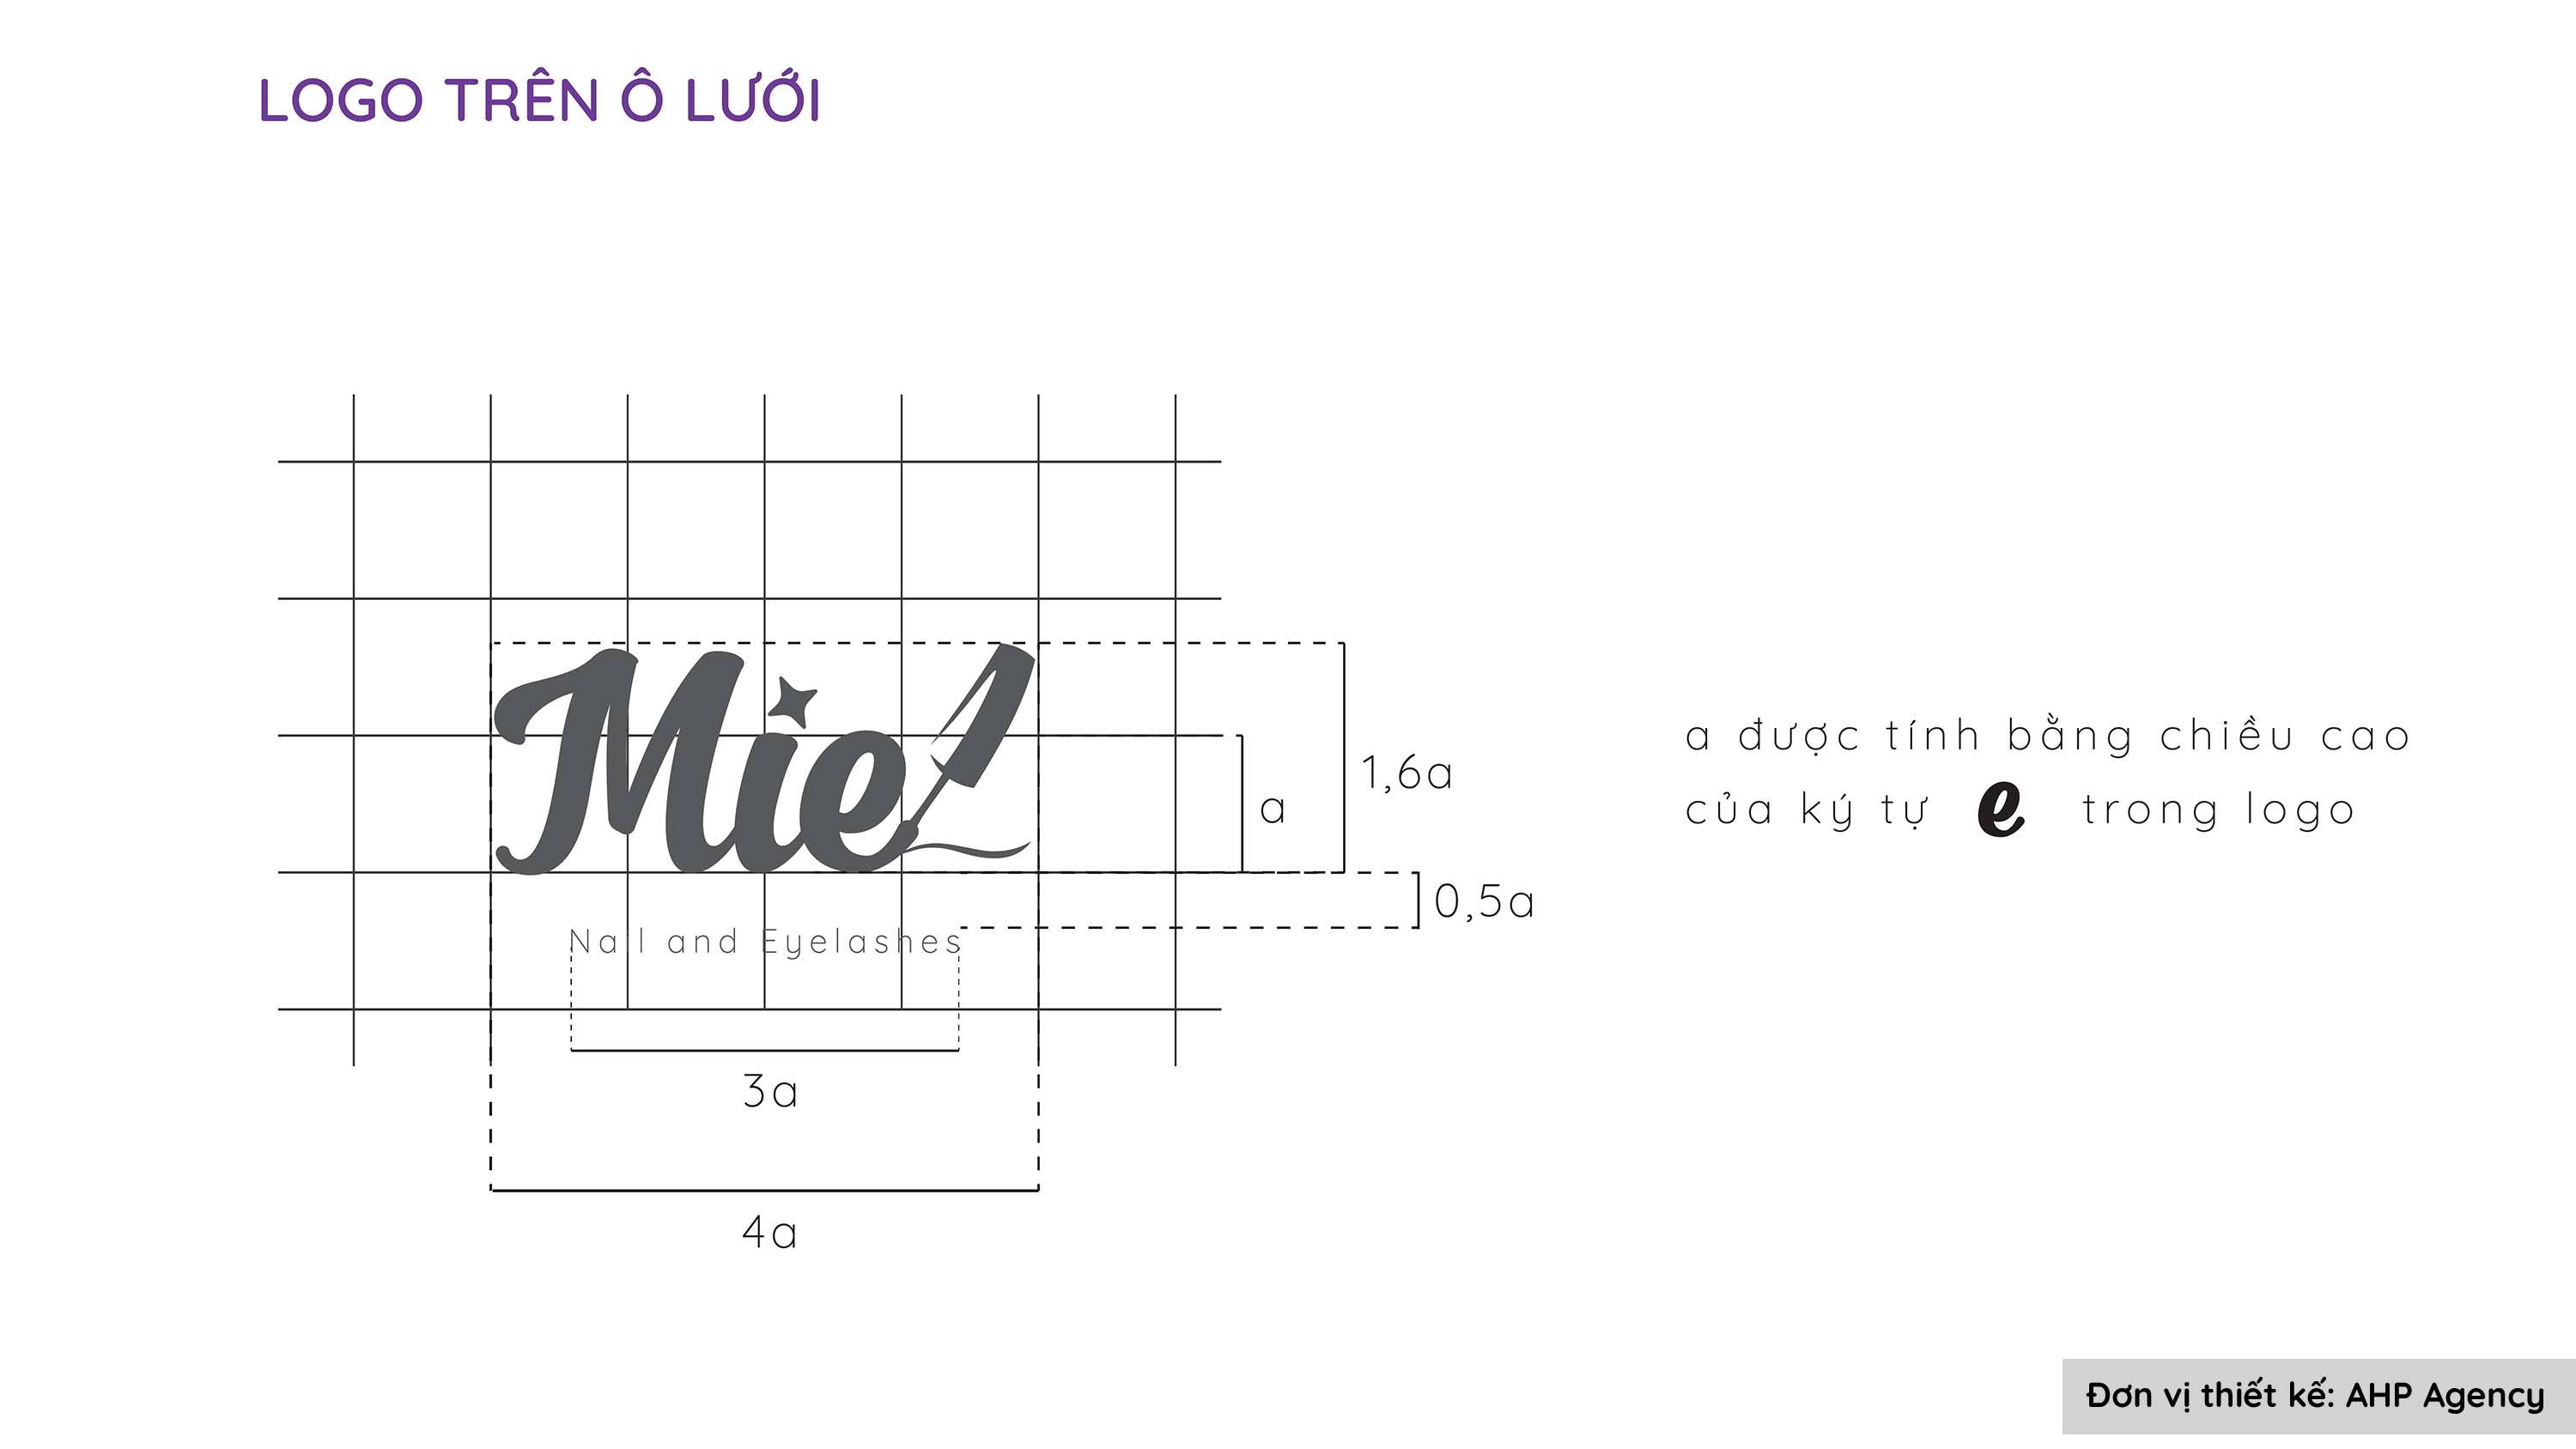 LOGO TRÊN Ô LƯỚI
Mie
1,6a
a
0,5a
Nail and Eyelashes
3a
4a
a được tính bằng chiều cao
của ký tự e trong logo
Đơn vị thiết kế: AHP Agency